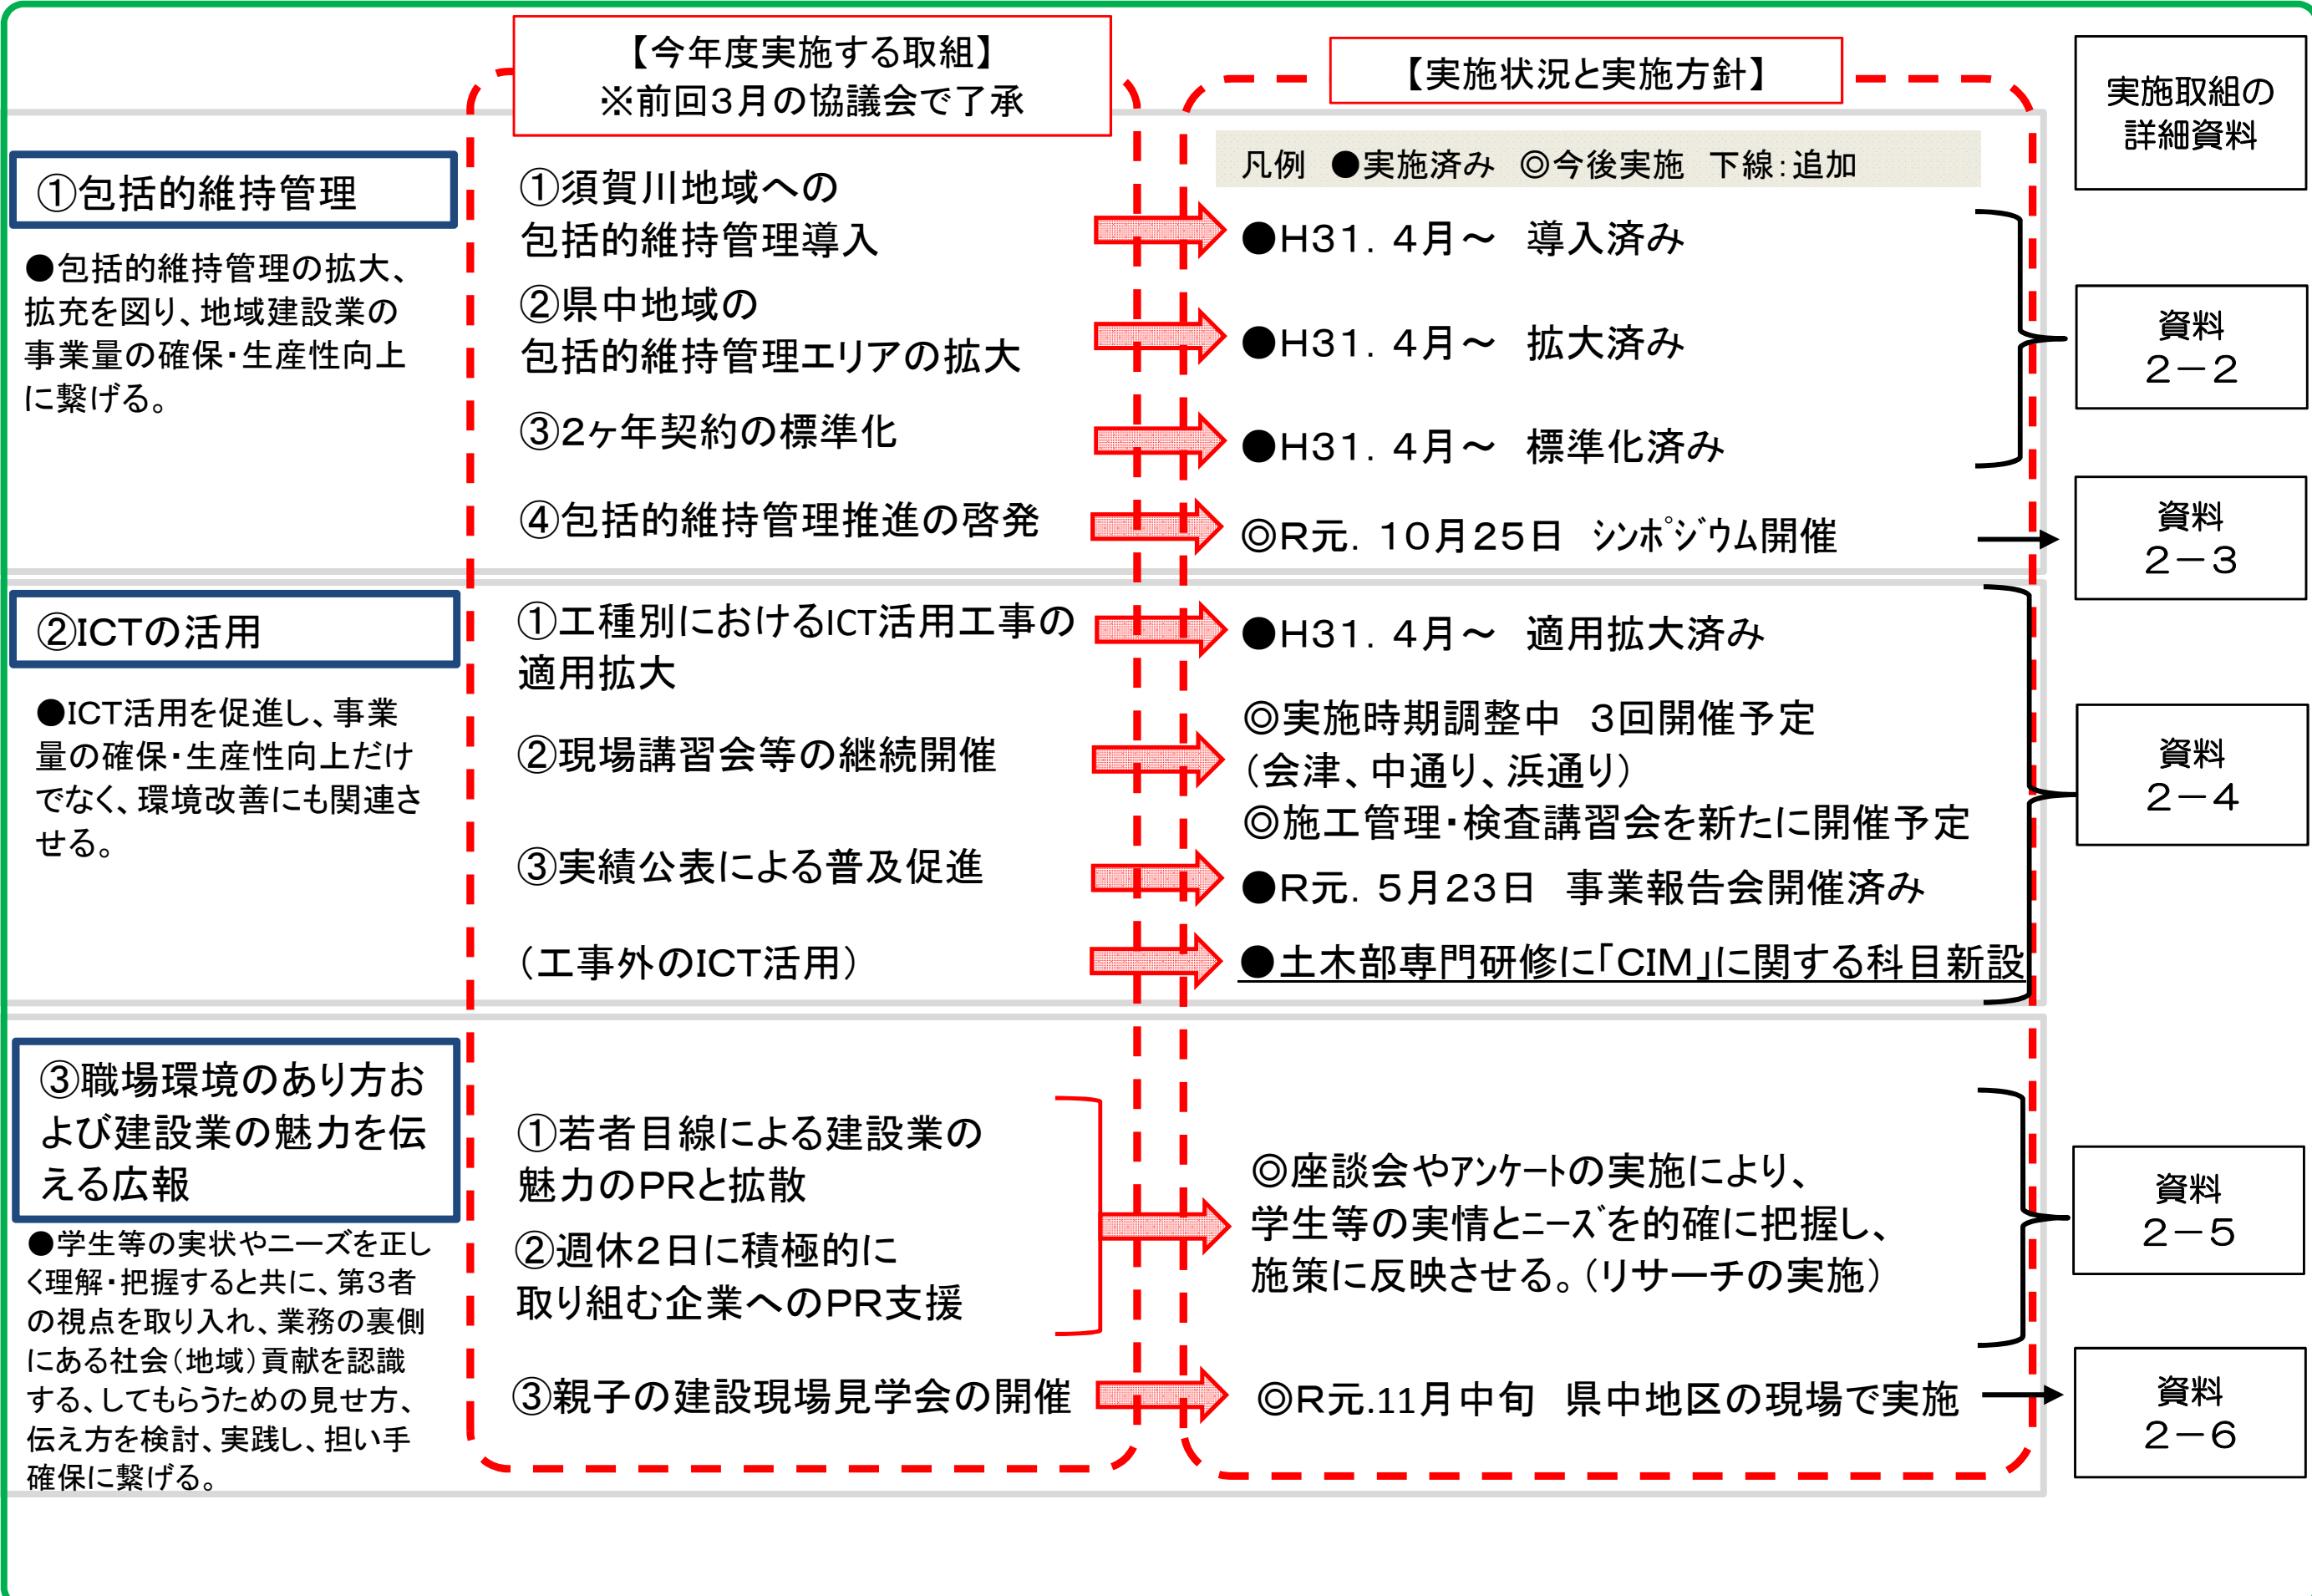 【今年度実施する取組】
※前回３月の協議会で了承
【実施状況と実施方針】
実施取組の
詳細資料
凡例　●実施済み　◎今後実施　下線：追加
①包括的維持管理
●包括的維持管理の拡大、
拡充を図り、地域建設業の
事業量の確保・生産性向上
に繋げる。
①須賀川地域への
包括的維持管理導入
●H31．4月～　導入済み
②県中地域の
包括的維持管理エリアの拡大
●H31．4月～　拡大済み
③2ヶ年契約の標準化
●H31．4月～　標準化済み
資料
２－２
④包括的維持管理推進の啓発
◎R元．10月25日　ｼﾝﾎﾟｼﾞｳﾑ開催
資料
２－３
②ICTの活用
●ICT活用を促進し、事業
量の確保・生産性向上だけ
でなく、環境改善にも関連さ
せる。
①工種別におけるICT活用工事の
適用拡大
●H31．4月～　適用拡大済み
②現場講習会等の継続開催
◎実施時期調整中　3回開催予定
（会津、中通り、浜通り）
◎施工管理・検査講習会を新たに開催予定
③実績公表による普及促進
●R元．5月23日　事業報告会開催済み
（工事外のICT活用）
●土木部専門研修に「CIM」に関する科目新設
資料
２－４
③職場環境のあり方お
よび建設業の魅力を伝
える広報
●学生等の実状やニーズを正し
く理解・把握すると共に、第3者
の視点を取り入れ、業務の裏側
にある社会（地域）貢献を認識
する、してもらうための見せ方、
伝え方を検討、実践し、担い手
確保に繋げる。
①若者目線による建設業の
魅力のPRと拡散
②週休2日に積極的に
取り組む企業へのPR支援
◎座談会やｱﾝｹｰﾄの実施により、
学生等の実情とﾆｰｽﾞを的確に把握し、
施策に反映させる。（リサーチの実施）
資料
２－５
③親子の建設現場見学会の開催
◎R元.11月中旬　県中地区の現場で実施
資料
２－６